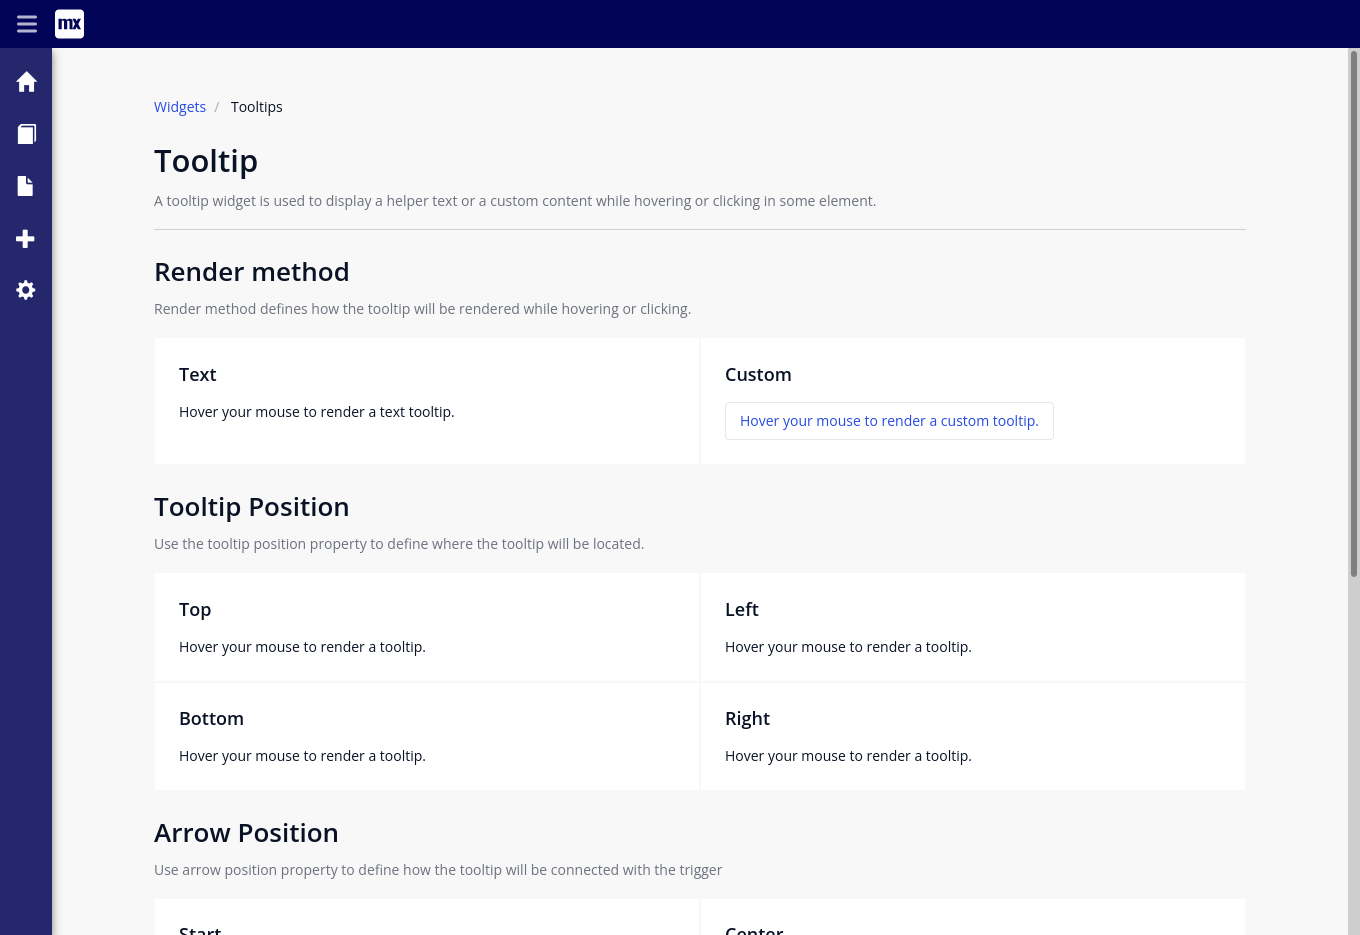 mx
Widgets / Tooltips
Tooltip
A tooltip widget is used to display a helper text or a custom content while hovering or clicking in some element.
Render method
Render method defines how the tooltip will be rendered while hovering or clicking.
Text
Hover your mouse to render a text tooltip.
Custom
Hover your mouse to render a custom tooltip.
Tooltip Position
Use the tooltip position property to define where the tooltip will be located.
Top
Hover your mouse to render a tooltip.
Left
Hover your mouse to render a tooltip.
Bottom
Hover your mouse to render a tooltip.
Right
Hover your mouse to render a tooltip.
Arrow Position
Use arrow position property to define how the tooltip will be connected with the trigger
Start
Center